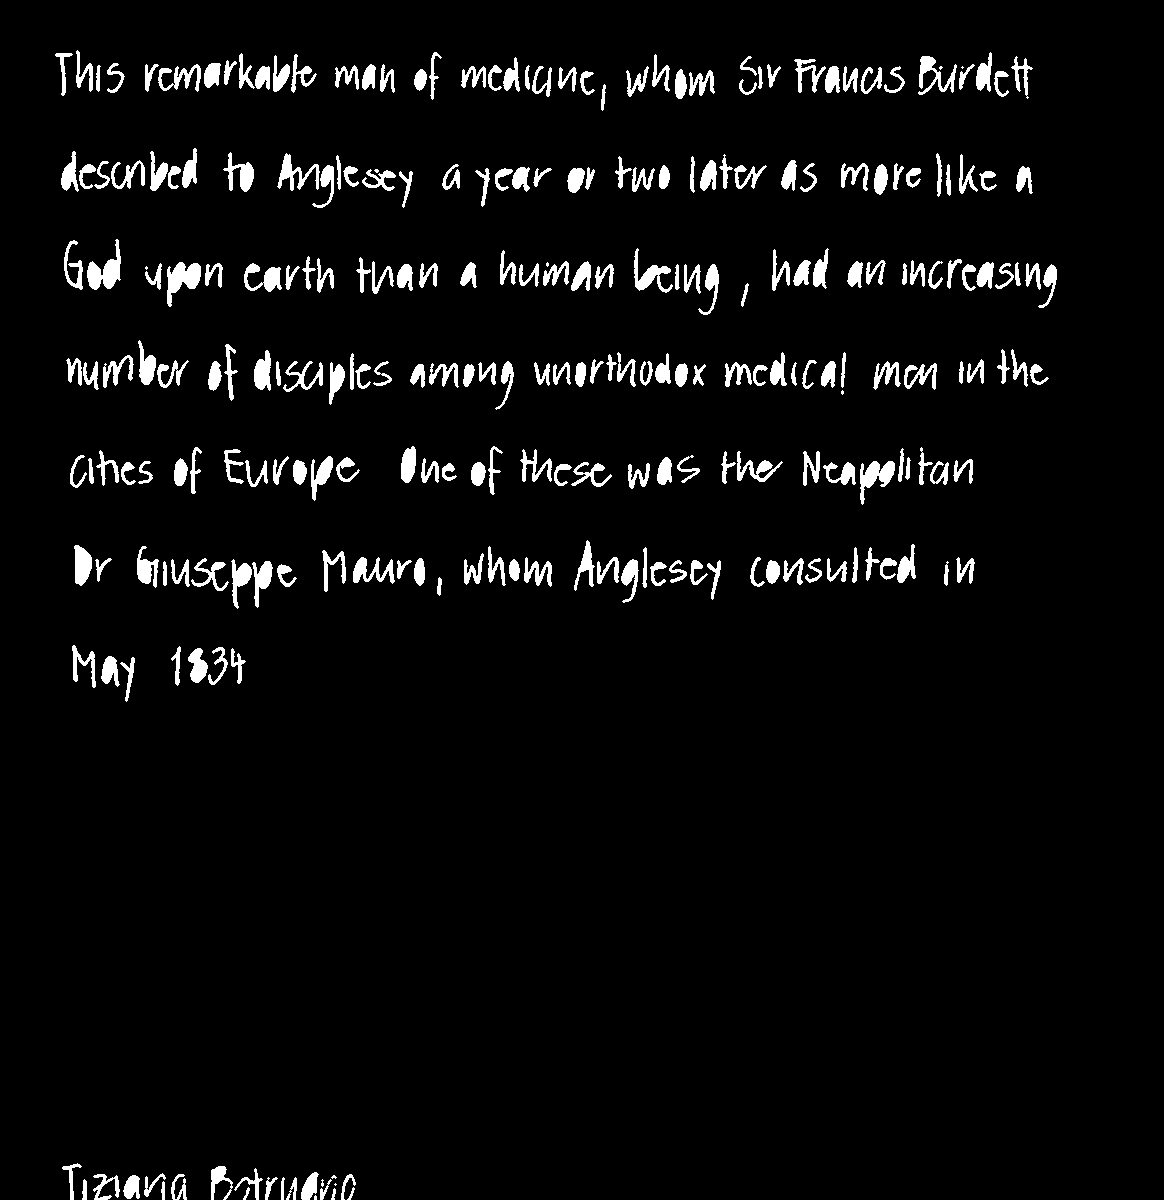 This remarkable man of medicine, whom Sir Francis Burdett
described to Anglesey a year or two later as more like a
God upon earth than a human being, had an increasing
number of disciples among unorthodox medical men in the
cities of Europe One of these was the Neapolitan
Dr Giuseppe Mauro, whom Anglesey consulted in
May 1834
Tiziana